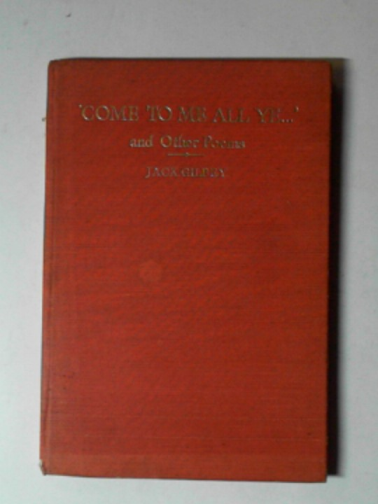 'COME TO ME ALL YE...'
and Other Poems
JACK GILBEY